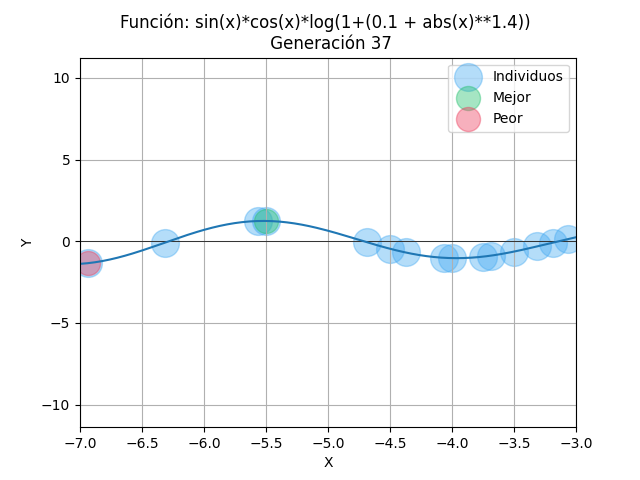 Función: sin(x)*cos(x)*log(1+(0.1 + abs(x)**1.4))
Generación 37
Individuos
Mejor
Peor
10
5
0
−5
−10
Y
−7.0 −6.5 −6.0 −5.5 −5.0 −4.5 −4.0 −3.5 −3.0
X